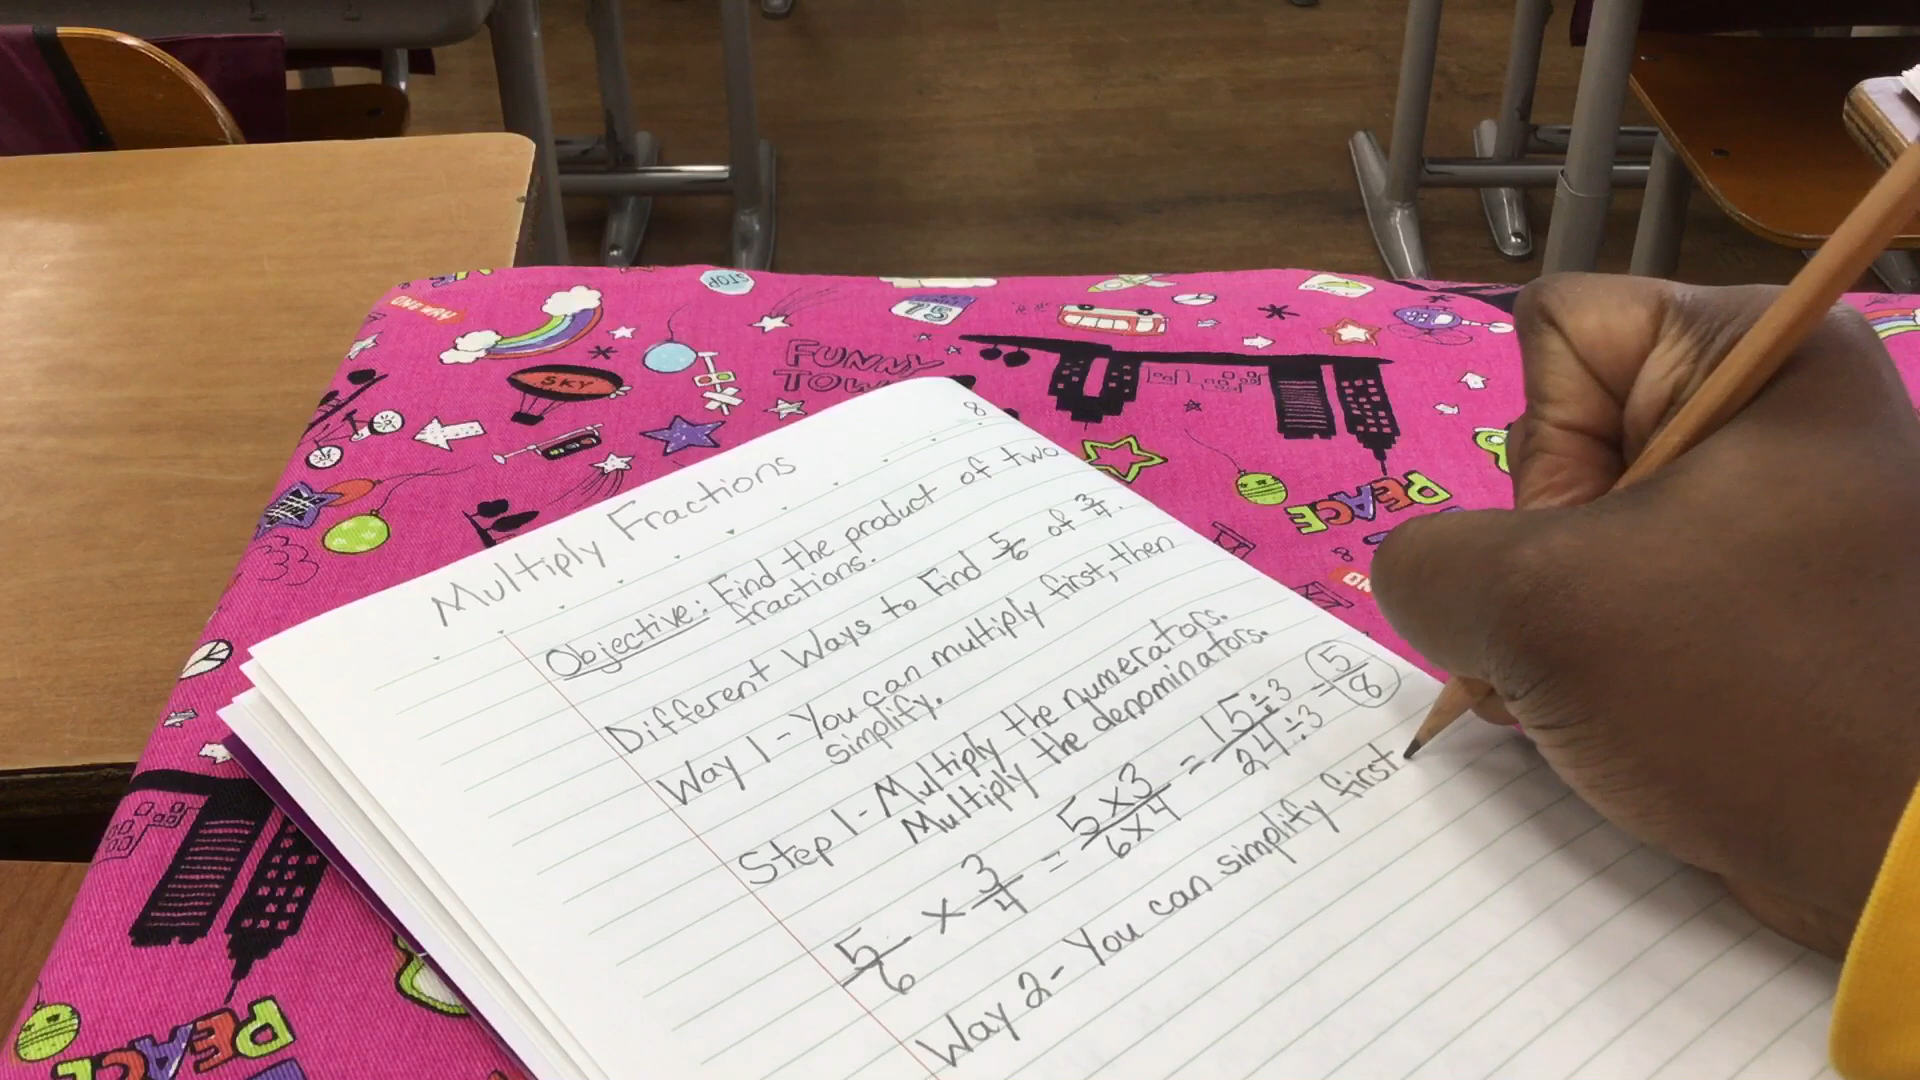 ONE WAY
STOP
75
SKY
FUNNY
TOWN
PEACE
8
Multiply Fractions
Objective: Find the product of two
fractions.
Different Ways to Find 5/6 of 3/4.
Way 1 - You can multiply first, then
simplify.
Step 1 - Multiply the numerators.
Multiply the denominators.
5/6 × 3/4 = 5×3/6×4 = 15÷3/24÷3 = 5/8
Way 2 - You can simplify first.
PEACE